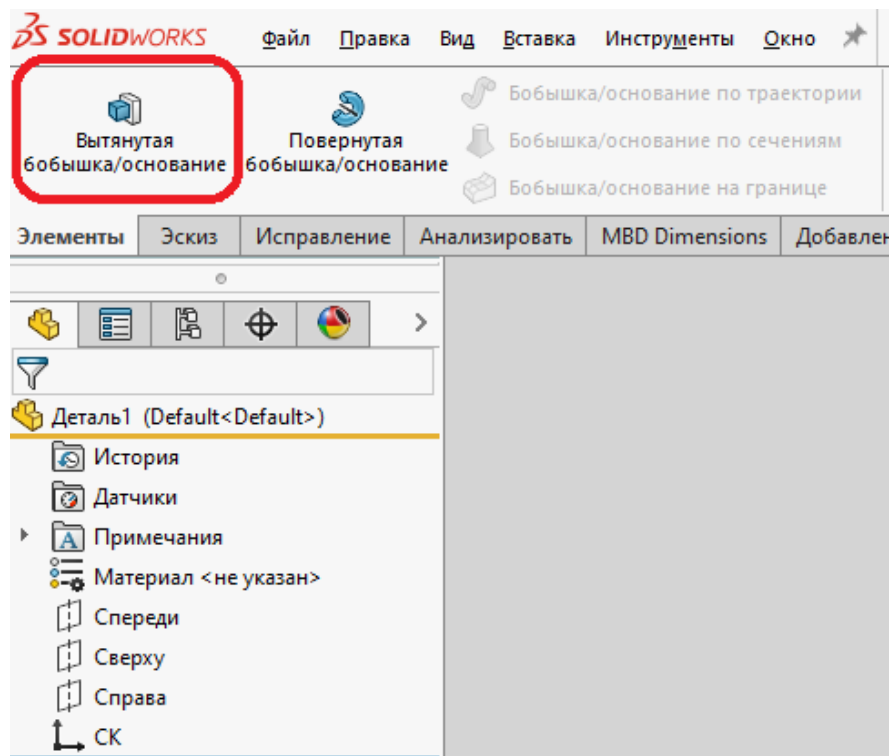 SOLIDWORKS Файл Правка Вид Вставка Инструменты Окно
Вытянутая бобышка/основание
Повернутая бобышка/основание
Бобышка/основание по траектории
Бобышка/основание по сечениям
Бобышка/основание на границе
Элементы Эскиз Исправление Анализировать MBD Dimensions Добавлен
Деталь1 (Default<Default>)
История
Датчики
Примечания
Материал <не указан>
Спереди
Сверху
Справа
СК